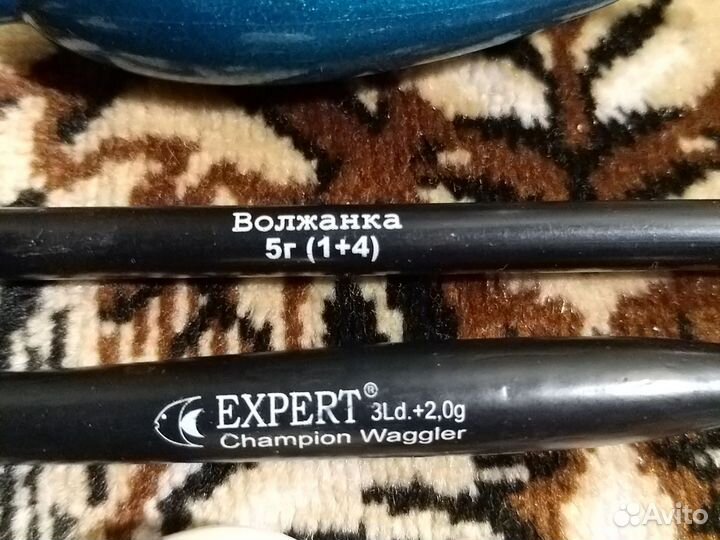 Волжанка
5г (1+4)
EXPERT® 3Ld.+2,0g
Champion Waggler
Avito